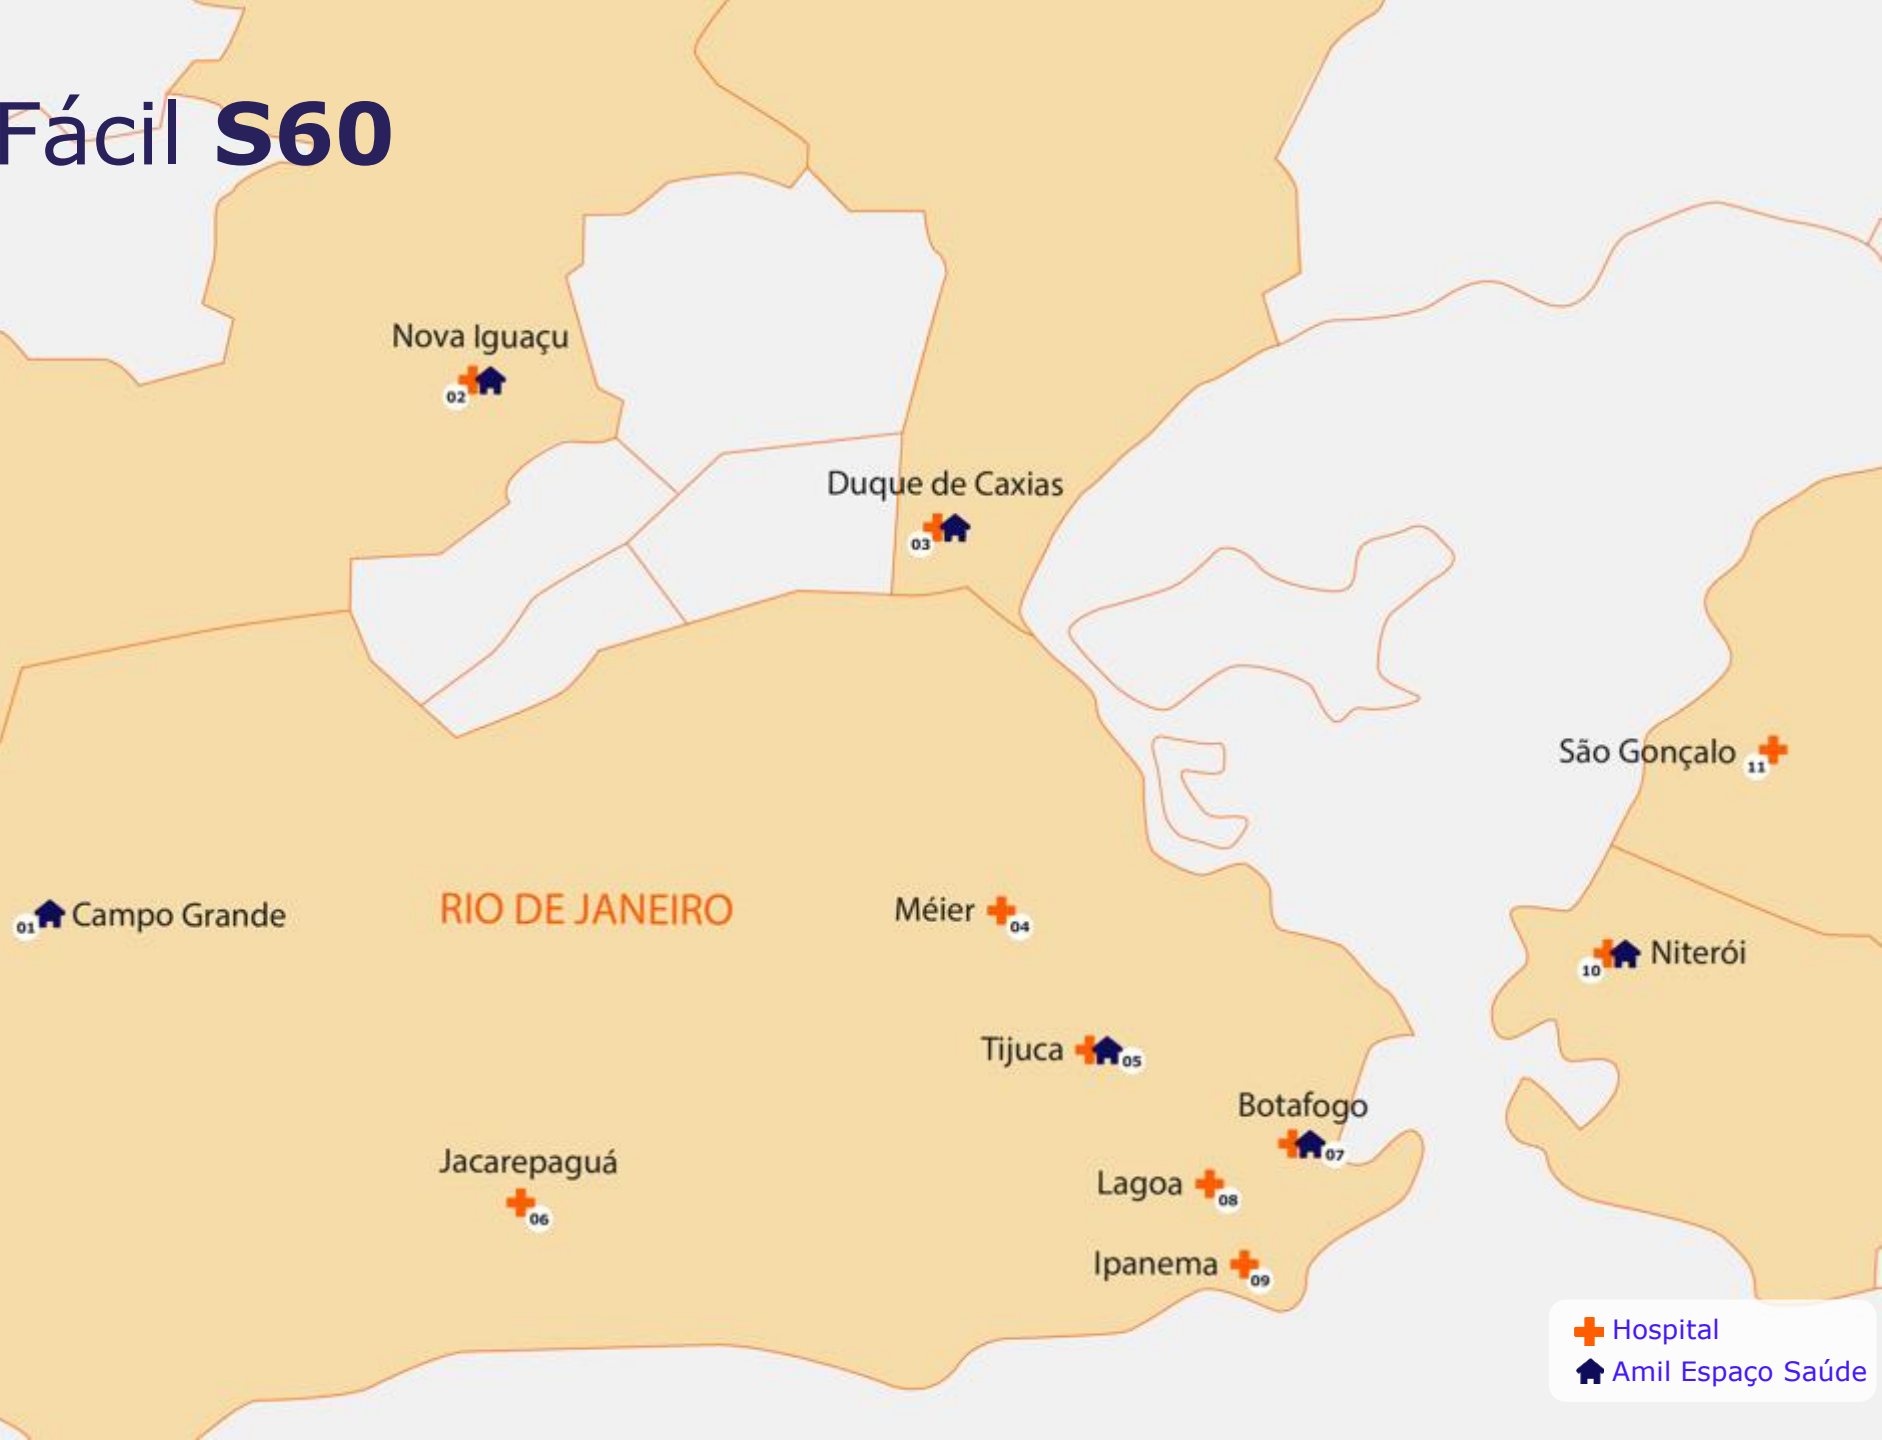 Fácil S60
Nova Iguaçu
02
Duque de Caxias
03
São Gonçalo
11
01 Campo Grande
RIO DE JANEIRO
Méier
04
10
Niterói
Tijuca
05
Botafogo
07
Jacarepaguá
06
Lagoa
08
Ipanema
09
Hospital
Amil Espaço Saúde